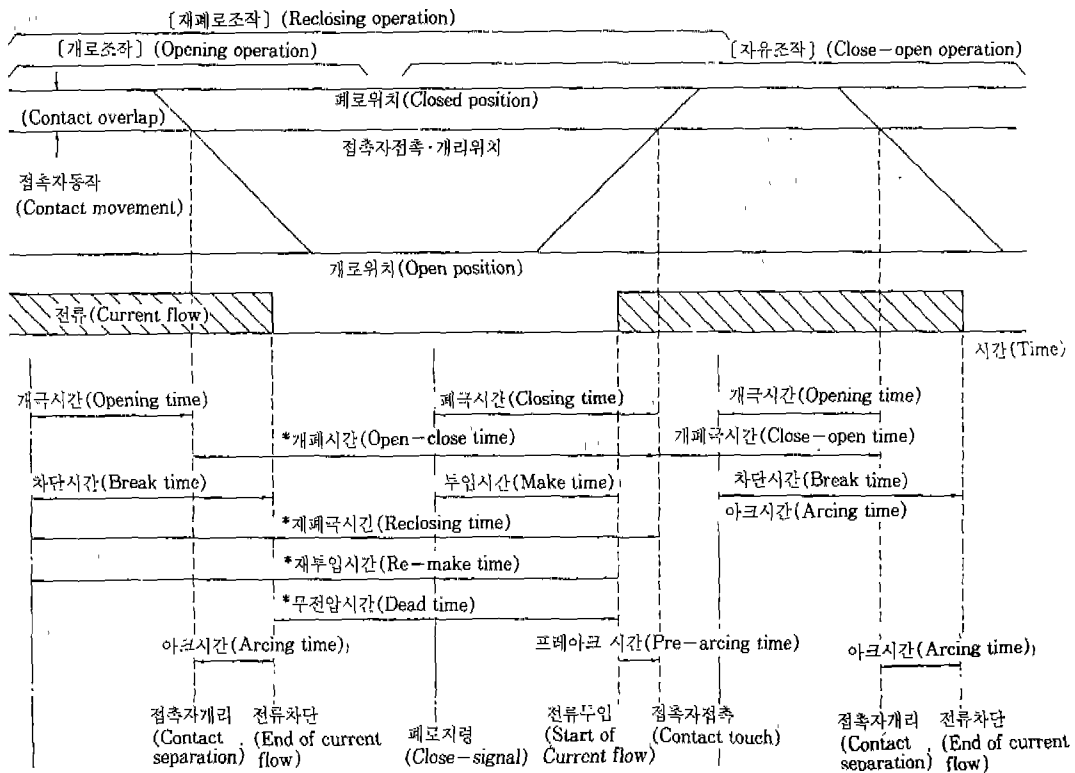 [재폐로조작] (Reclosing operation)
[개로조작] (Opening operation)
[자유조작] (Close-open operation)
폐로위치(Closed position)
(Contact overlap)
접촉자접촉·개리위치
접촉자동작
(Contact movement)
개로위치(Open position)
전류(Current flow)
시간(Time)
개극시간(Opening time)
폐극시간(Closing time)
개극시간(Opening time)
*개폐시간(Open-close time)
개폐극시간(Close-open time)
차단시간(Break time)
투입시간(Make time)
차단시간(Break time)
아크시간(Arcing time)
*재폐극시간(Reclosing time)
*재투입시간(Re-make time)
*무전압시간(Dead time)
아크시간(Arcing time)
프레아크 시간(Pre-arcing time)
아크시간(Arcing time)
접촉자개리
(Contact
separation)
전류차단
(End of current
flow)
폐로지령
(Close-signal)
전류투입
(Start of
Current flow)
접촉자접촉
(Contact touch)
접촉자개리
(Contact
separation)
전류차단
(End of current
flow)